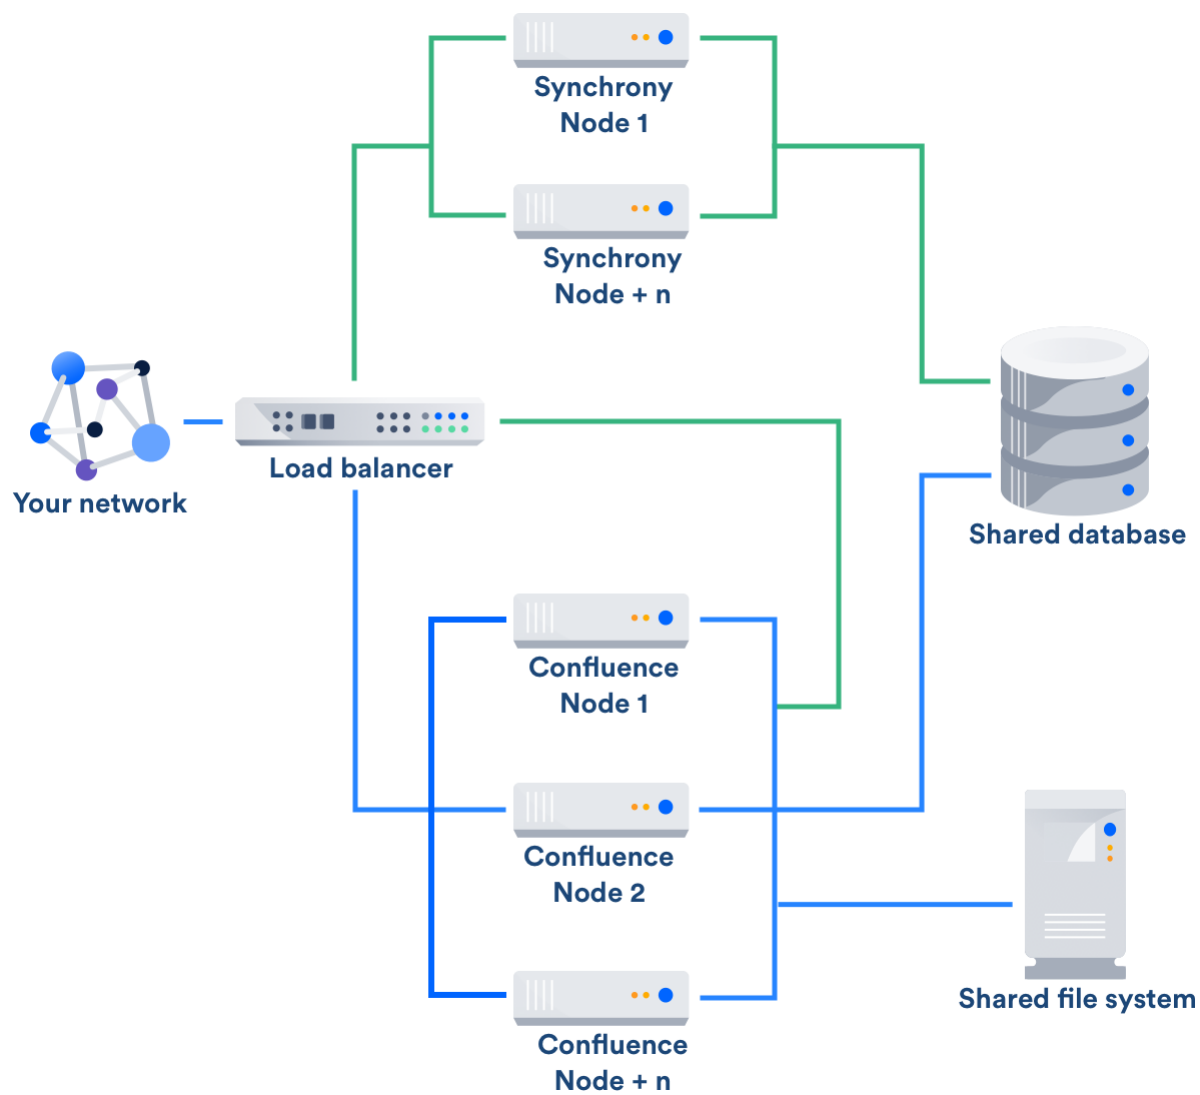 Synchrony
Node 1
Synchrony
Node + n
Load balancer
Your network
Shared database
Confluence
Node 1
Confluence
Node 2
Shared file system
Confluence
Node + n